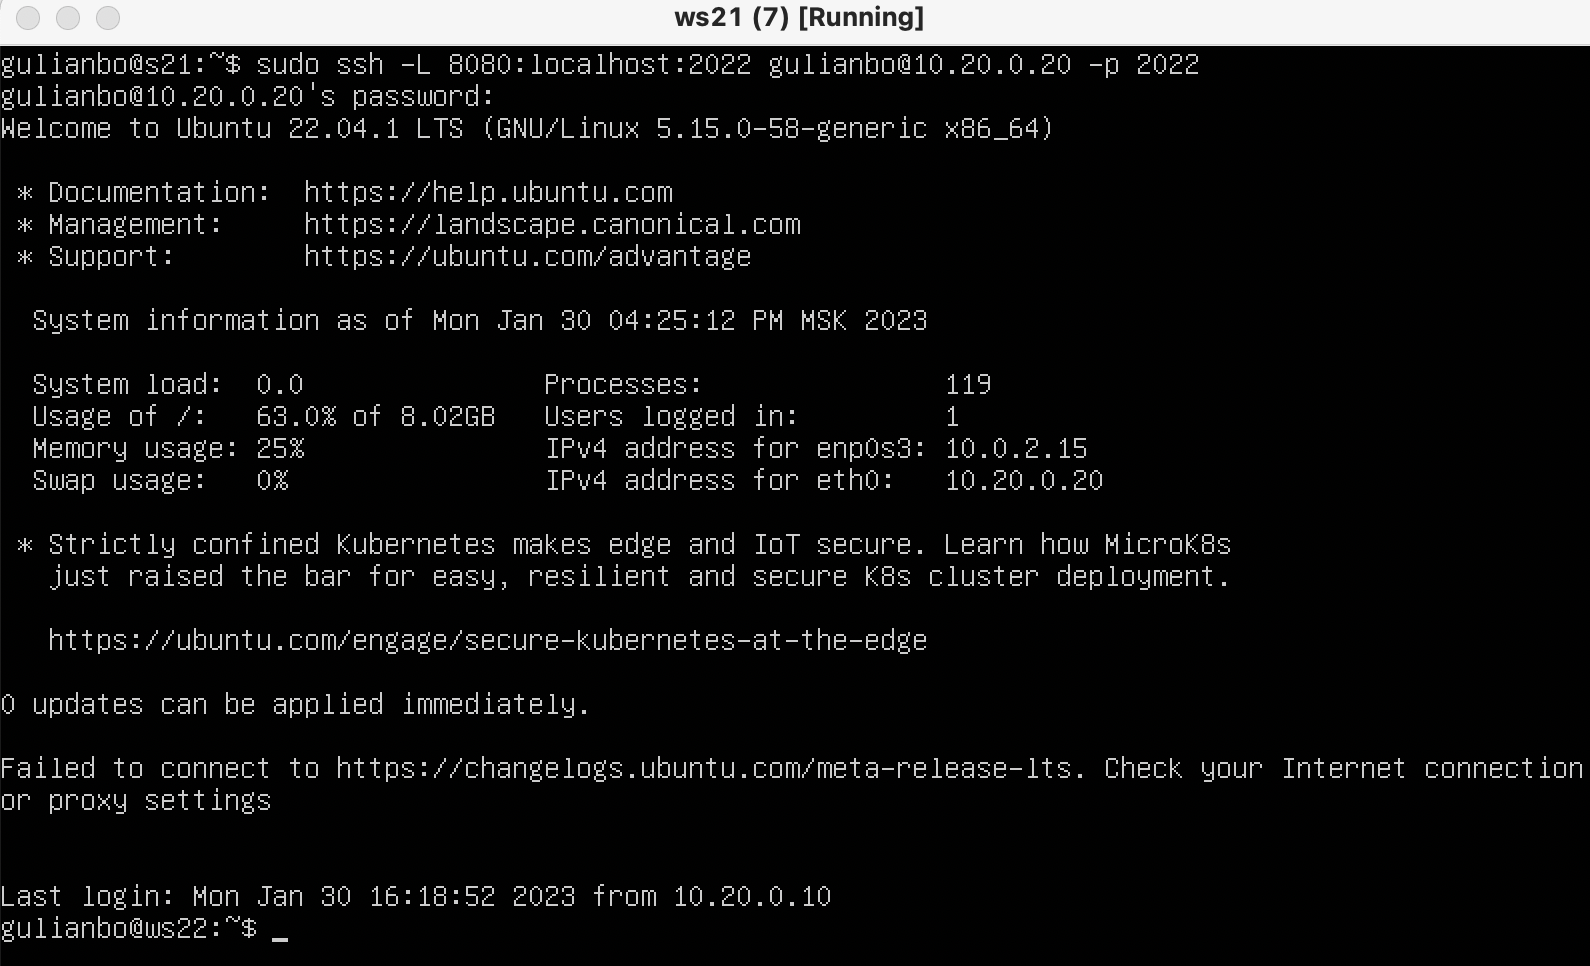 ws21 (7) [Running]
gulianbo@s21:~$ sudo ssh -L 8080:localhost:2022 gulianbo@10.20.0.20 -p 2022
gulianbo@10.20.0.20's password:
Welcome to Ubuntu 22.04.1 LTS (GNU/Linux 5.15.0-58-generic x86_64)
* Documentation:  https://help.ubuntu.com
* Management:     https://landscape.canonical.com
* Support:        https://ubuntu.com/advantage
System information as of Mon Jan 30 04:25:12 PM MSK 2023
System load:  0.0               Processes:               119
Usage of /:   63.0% of 8.02GB   Users logged in:         1
Memory usage: 25%               IPv4 address for enp0s3: 10.0.2.15
Swap usage:   0%                IPv4 address for eth0:   10.20.0.20
* Strictly confined Kubernetes makes edge and IoT secure. Learn how MicroK8s
just raised the bar for easy, resilient and secure K8s cluster deployment.
https://ubuntu.com/engage/secure-kubernetes-at-the-edge
0 updates can be applied immediately.
Failed to connect to https://changelogs.ubuntu.com/meta-release-lts. Check your Internet connection
or proxy settings
Last login: Mon Jan 30 16:18:52 2023 from 10.20.0.10
gulianbo@ws22:~$ _